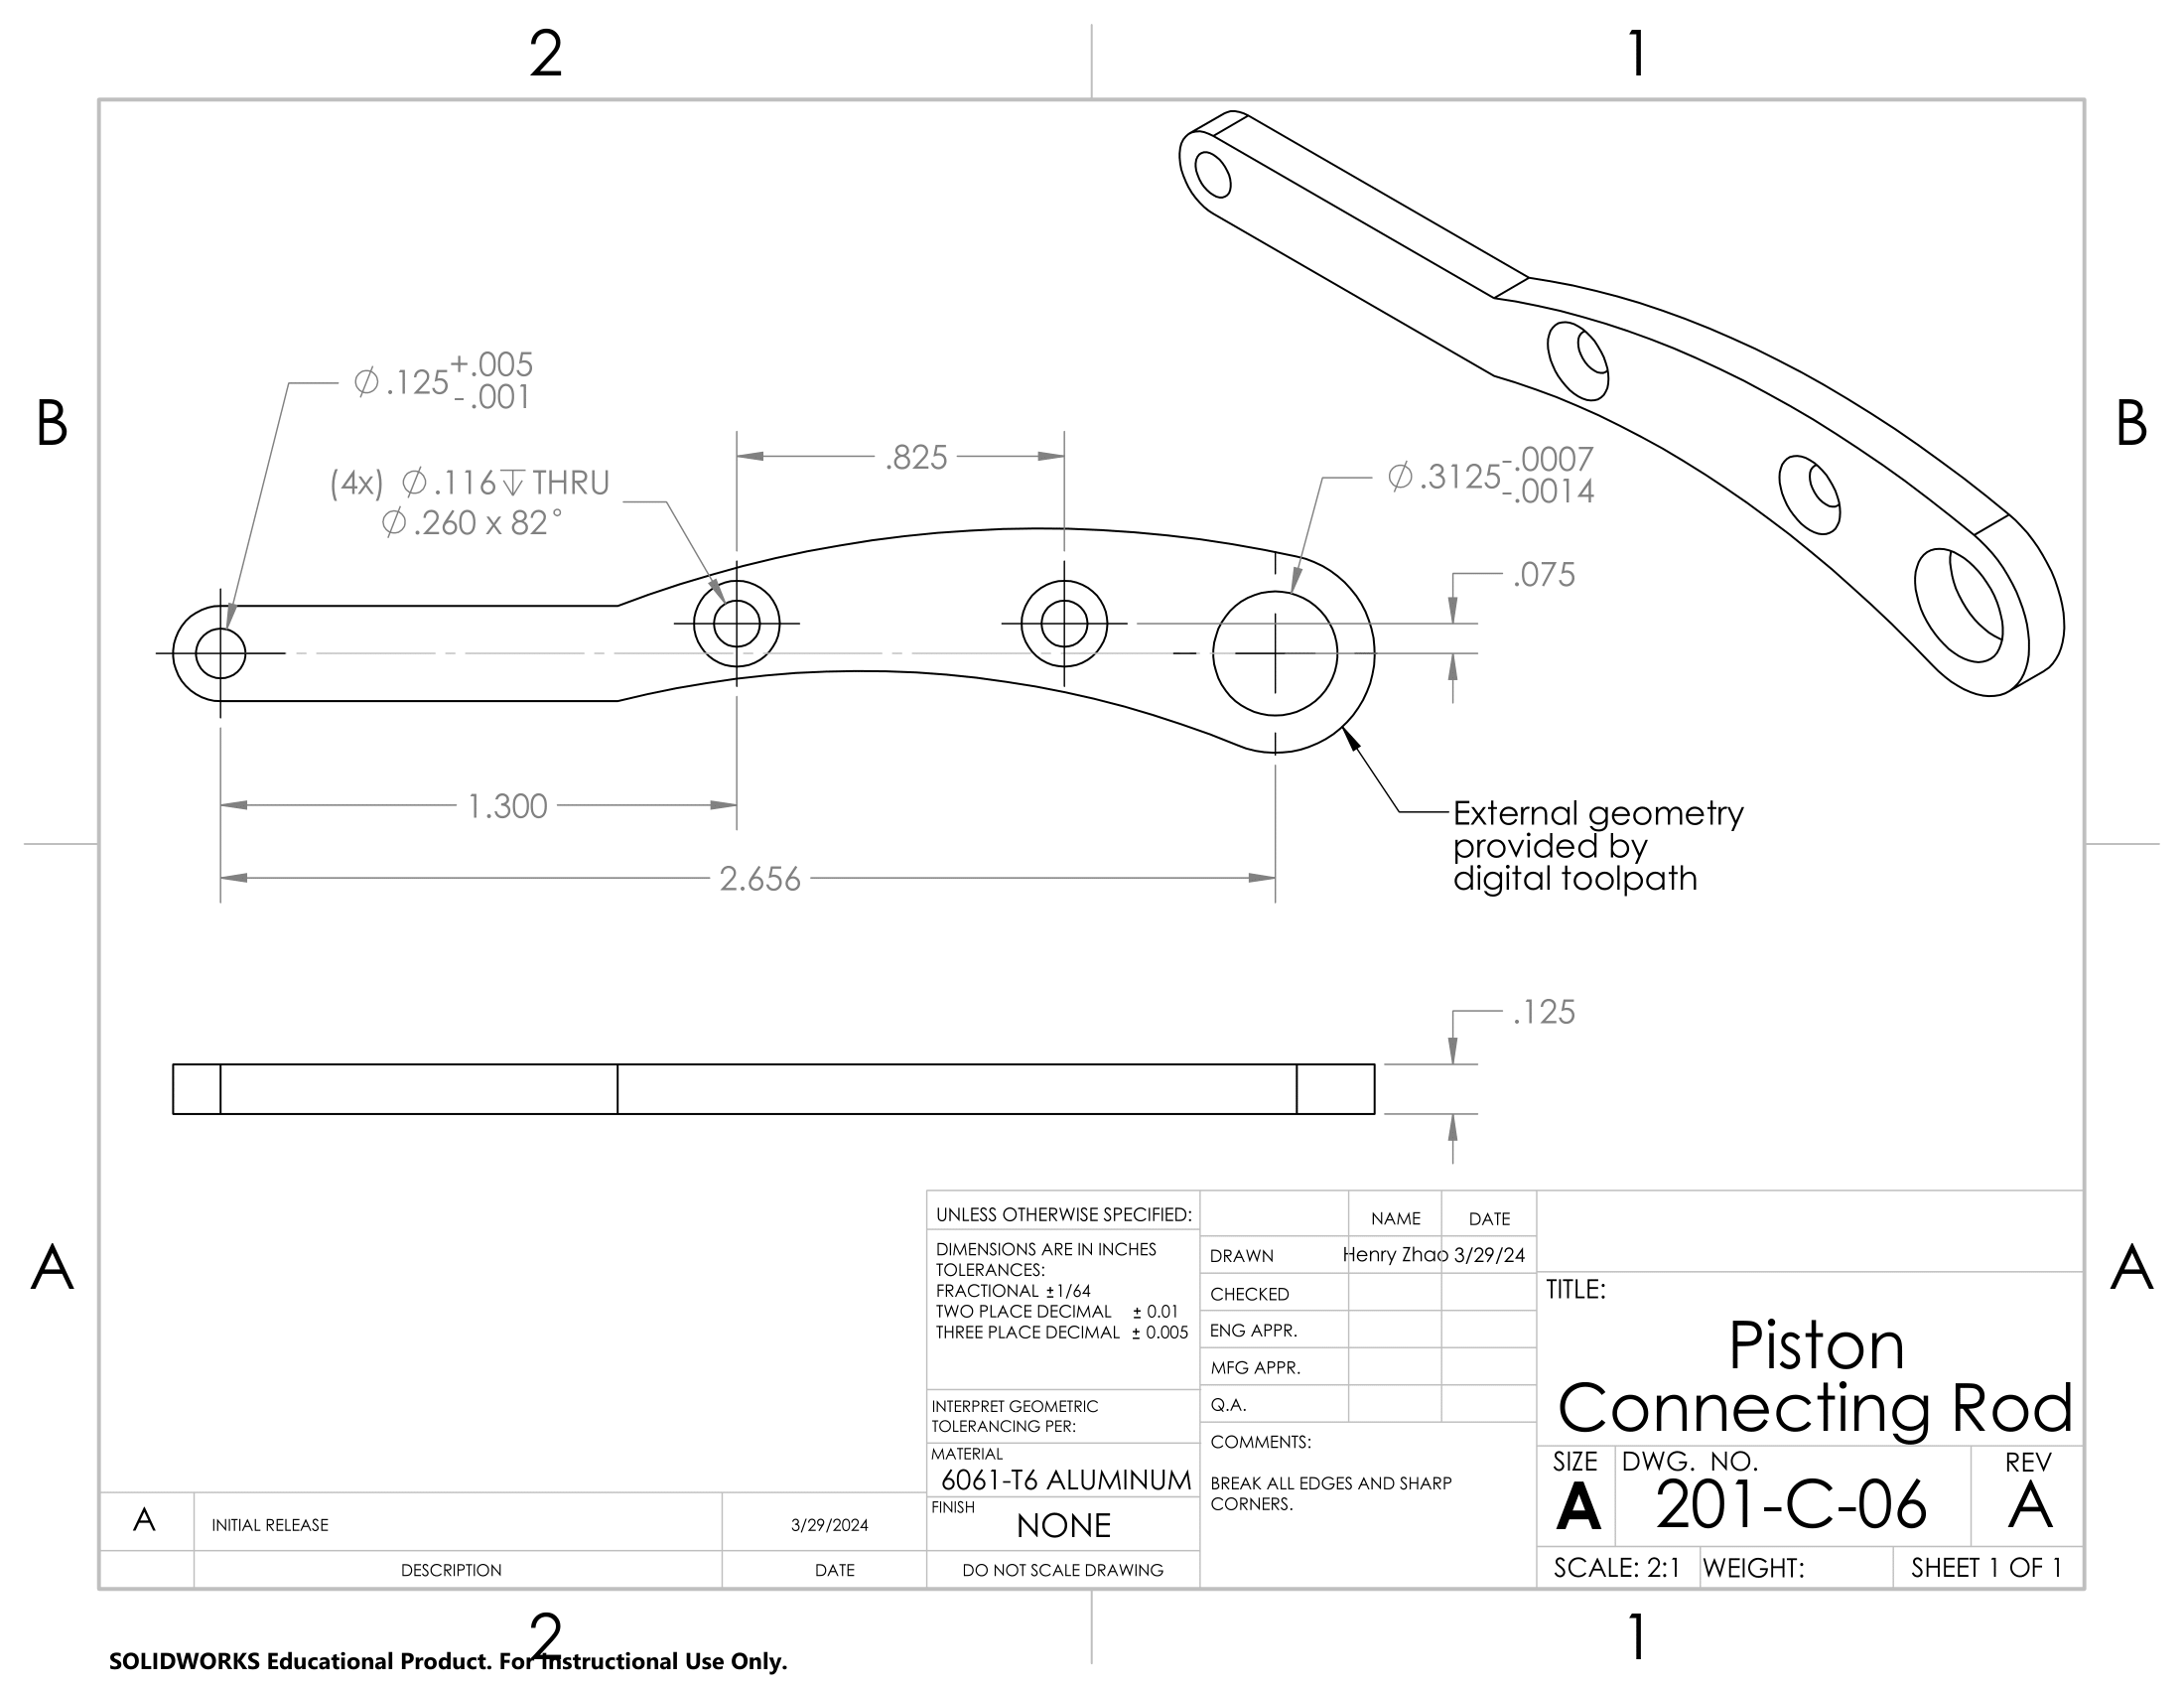 2
1
B
B
∅.125 +.005
-.001
.825
(4x) ∅.116↧THRU
∅.260 x 82°
∅.3125 -.0007
-.0014
.075
1.300
External geometry
provided by
digital toolpath
2.656
.125
A
A
UNLESS OTHERWISE SPECIFIED:
DIMENSIONS ARE IN INCHES
TOLERANCES:
FRACTIONAL ±1/64
TWO PLACE DECIMAL ± 0.01
THREE PLACE DECIMAL ± 0.005
INTERPRET GEOMETRIC
TOLERANCING PER:
MATERIAL
6061-T6 ALUMINUM
FINISH
NONE
DO NOT SCALE DRAWING
NAME DATE
DRAWN Henry Zhao 3/29/24
CHECKED
ENG APPR.
MFG APPR.
Q.A.
COMMENTS:
BREAK ALL EDGES AND SHARP
CORNERS.
TITLE:
Piston
Connecting Rod
SIZE DWG. NO. REV
A 201-C-06 A
SCALE: 2:1 WEIGHT: SHEET 1 OF 1
A INITIAL RELEASE 3/29/2024
DESCRIPTION DATE
2
1
SOLIDWORKS Educational Product. For Instructional Use Only.